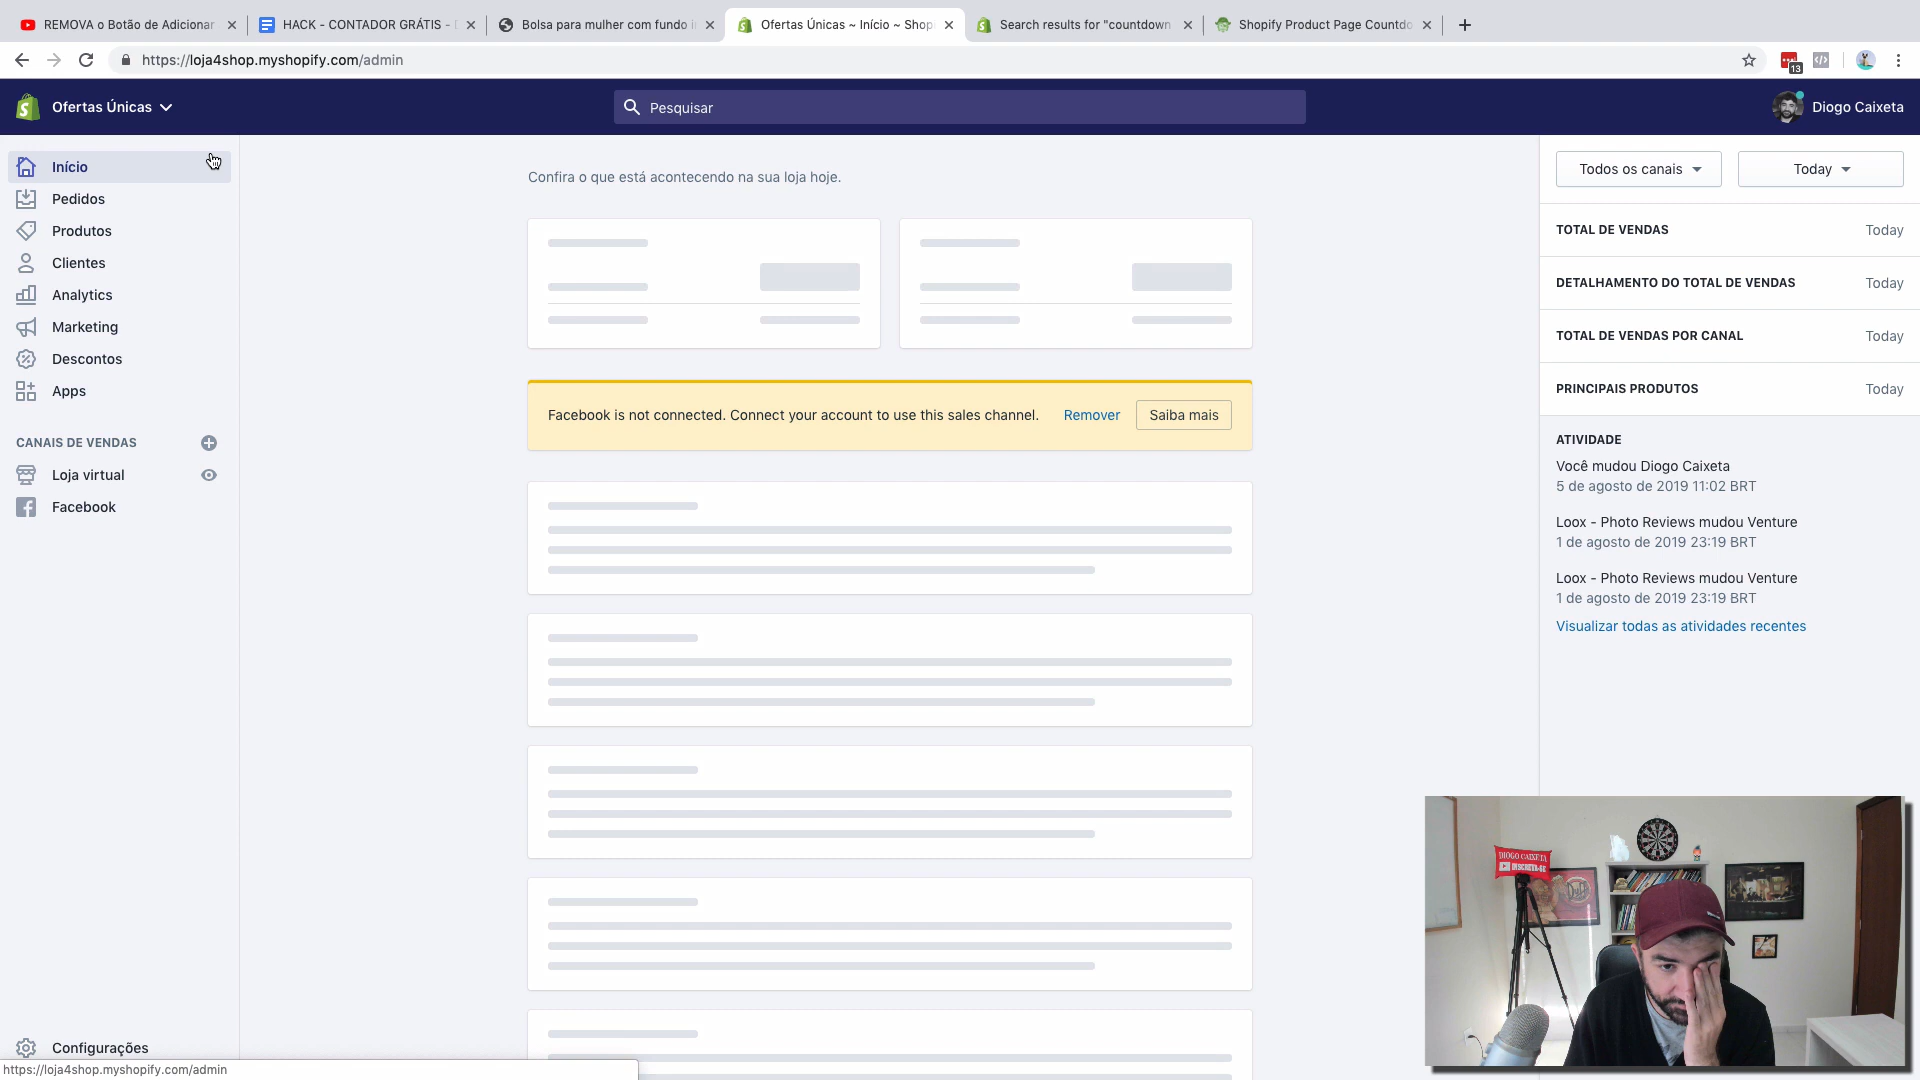 REMOVA o Botão de Adicionar
HACK - CONTADOR GRÁTIS -
Bolsa para mulher com fundo
Ofertas Únicas ~ Início ~ Shop
Search results for "countdown
Shopify Product Page Countdo
https://loja4shop.myshopify.com/admin
13
Ofertas Únicas
Pesquisar
Diogo Caixeta
Início
Pedidos
Produtos
Clientes
Analytics
Marketing
Descontos
Apps
CANAIS DE VENDAS
Loja virtual
Facebook
Configurações
https://loja4shop.myshopify.com/admin
Confira o que está acontecendo na sua loja hoje.
Facebook is not connected. Connect your account to use this sales channel.
Remover
Saiba mais
Todos os canais
Today
TOTAL DE VENDAS
Today
DETALHAMENTO DO TOTAL DE VENDAS
Today
TOTAL DE VENDAS POR CANAL
Today
PRINCIPAIS PRODUTOS
Today
ATIVIDADE
Você mudou Diogo Caixeta
5 de agosto de 2019 11:02 BRT
Loox - Photo Reviews mudou Venture
1 de agosto de 2019 23:19 BRT
Loox - Photo Reviews mudou Venture
1 de agosto de 2019 23:19 BRT
Visualizar todas as atividades recentes
DIOGO CAIXETA
INSCREVA-SE
Duff